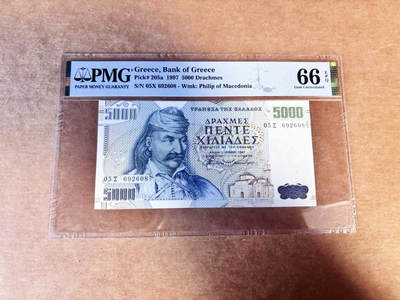 PMG
PAPER MONEY GUARANTY
Greece, Bank of Greece
Pick# 205a 1997 5000 Drachmes
S/N 05Σ 692608 - Wmk: Philip of Macedonia
66 EPQ
Gem Uncirculated
5000
ΤΡΑΠΕΖΑ ΤΗΣ ΕΛΛΑΔΟΣ
5000
05Σ 692608
ΔΡΑΧΜΕΣ
ΠΕΝΤΕ
ΧΙΛΙΑΔΕΣ
05Σ 692608
5000